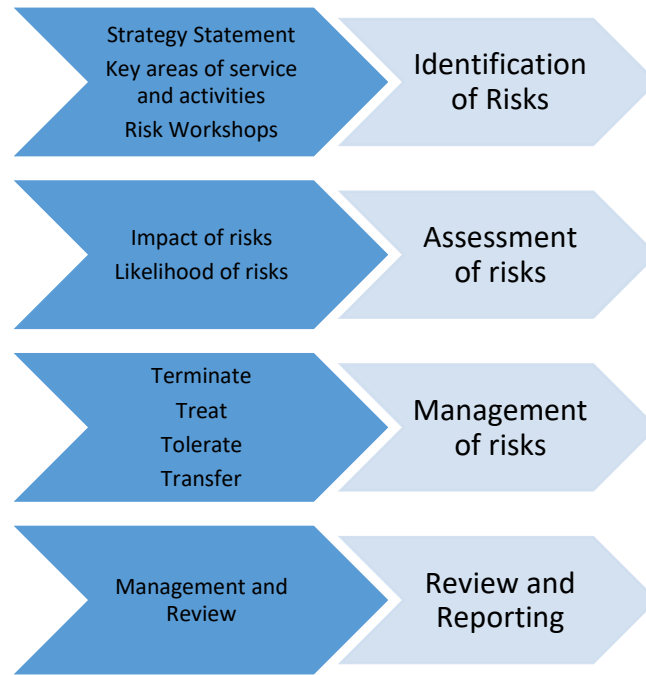 Strategy Statement
Key areas of service
and activities
Risk Workshops
Identification
of Risks
Impact of risks
Likelihood of risks
Assessment
of risks
Terminate
Treat
Tolerate
Transfer
Management
of risks
Management and
Review
Review and
Reporting